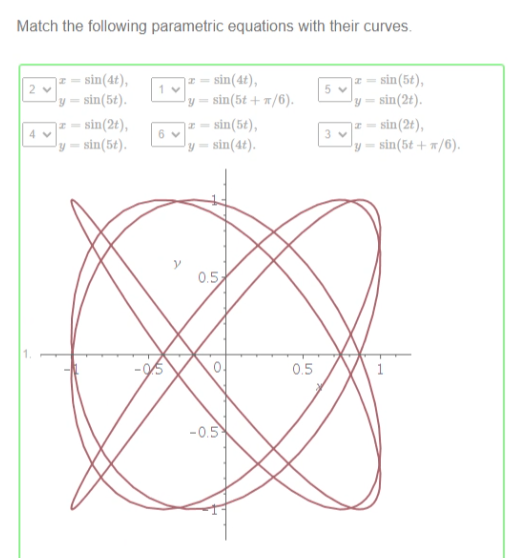 Match the following parametric equations with their curves.
2 x = sin(4t), y = sin(5t).
1 x = sin(4t), y = sin(5t + π/6).
5 x = sin(5t), y = sin(2t).
4 x = sin(2t), y = sin(5t).
6 x = sin(5t), y = sin(4t).
3 x = sin(2t), y = sin(5t + π/6).
1
y
0.5
1.
-1 -0.5 0 0.5 1
x
-0.5
-1